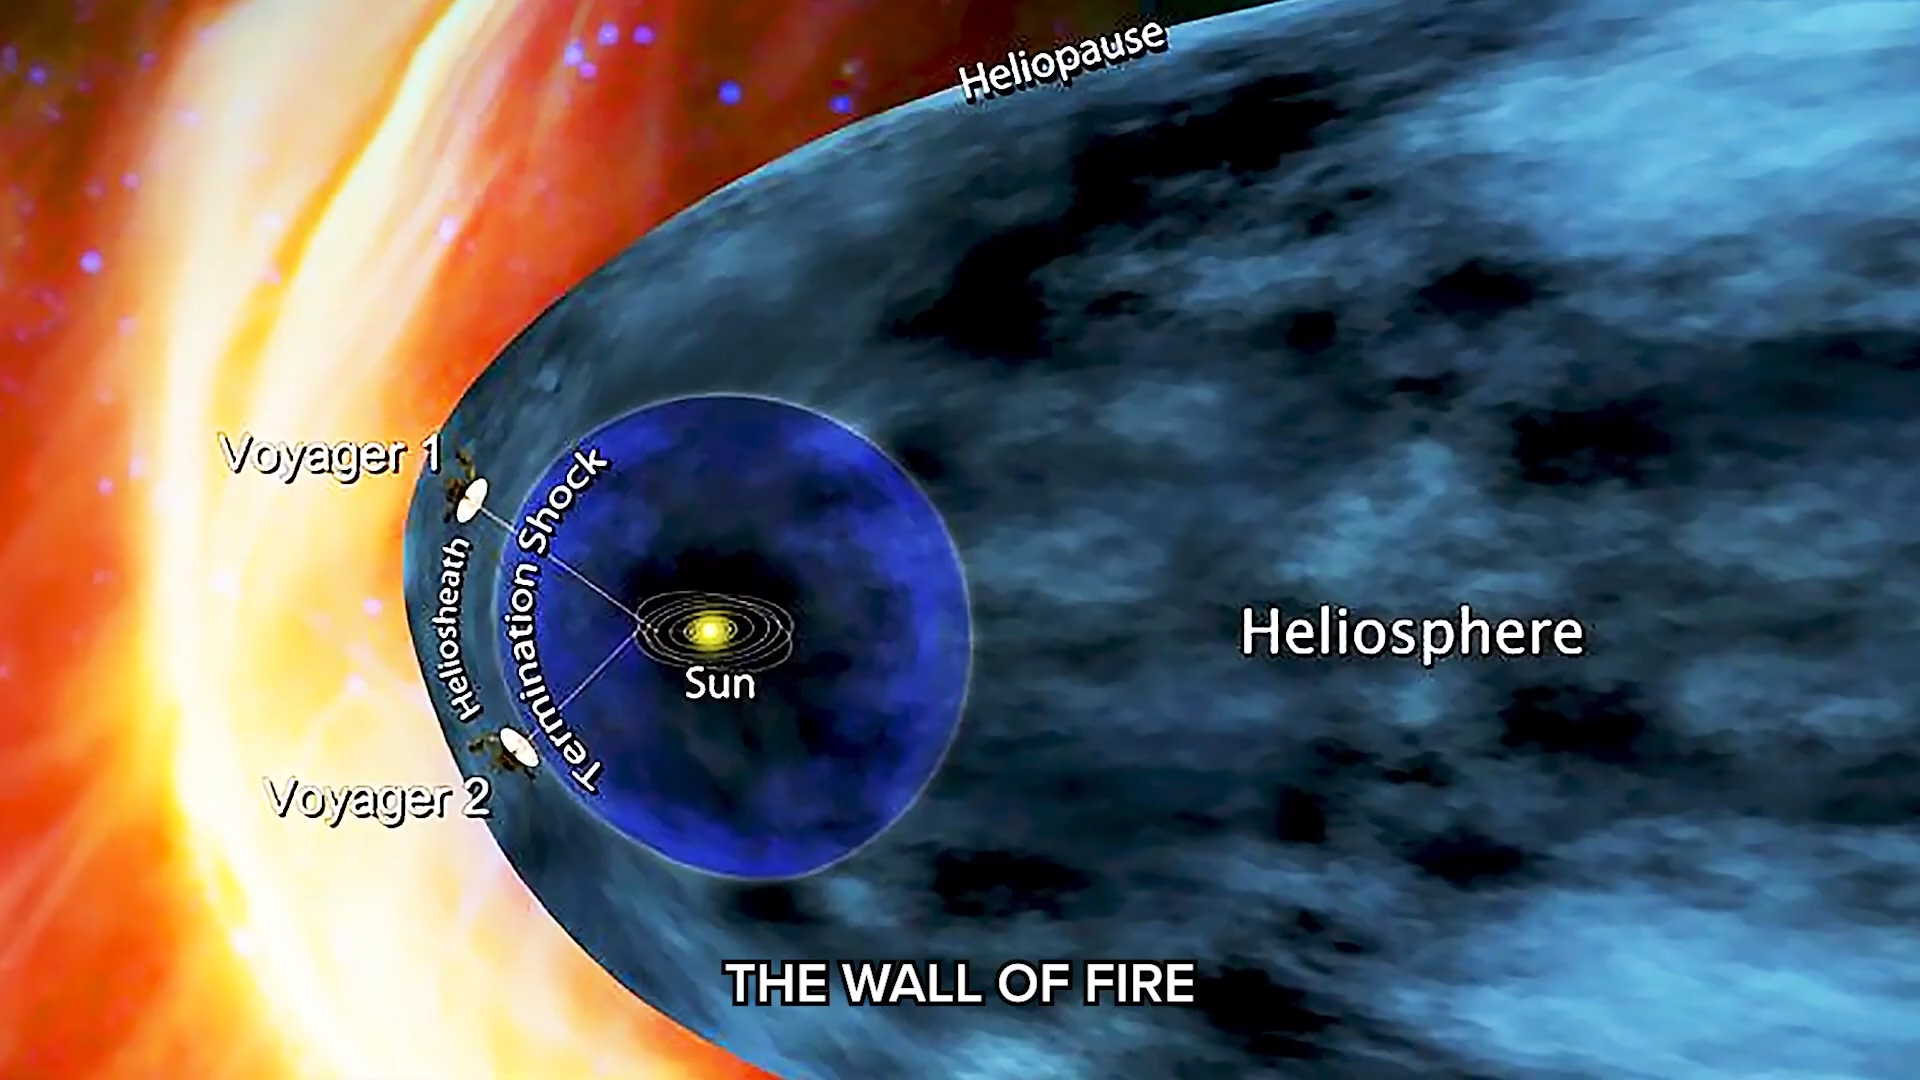 Heliopause
Voyager 1
Termination Shock
Heliosheath
Heliosphere
Sun
Voyager 2
THE WALL OF FIRE